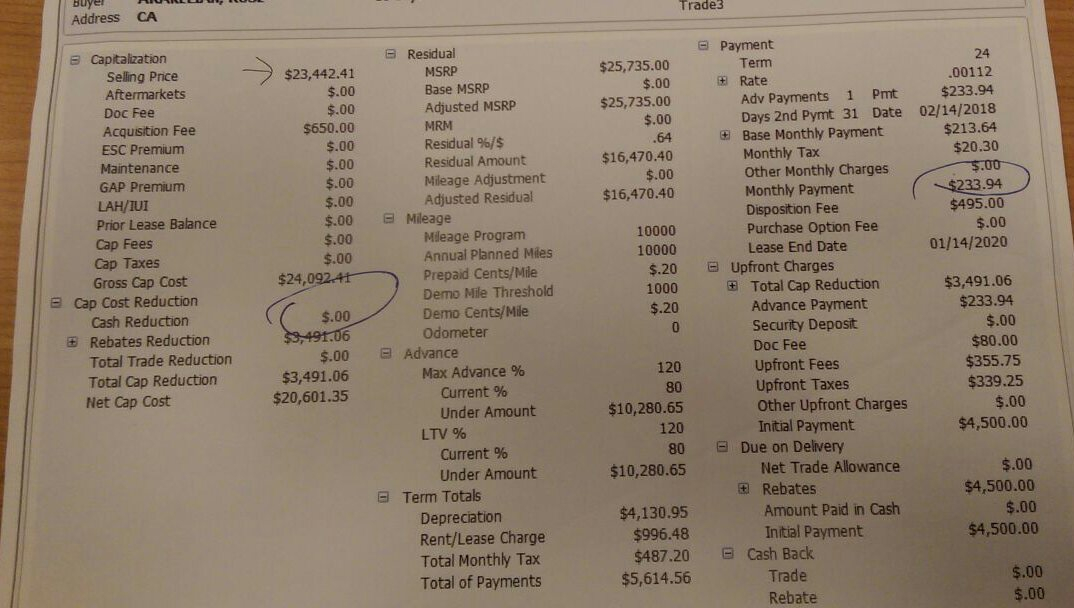 Buyer
Address CA
Trade3
Capitalization
Selling Price $23,442.41
Aftermarkets $.00
Doc Fee $.00
Acquisition Fee $650.00
ESC Premium $.00
Maintenance $.00
GAP Premium $.00
LAH/IUI $.00
Prior Lease Balance $.00
Cap Fees $.00
Cap Taxes $.00
Gross Cap Cost $24,092.41
Cap Cost Reduction
Cash Reduction $.00
Rebates Reduction $3,491.06
Total Trade Reduction $.00
Total Cap Reduction $3,491.06
Net Cap Cost $20,601.35
Residual
MSRP $25,735.00
Base MSRP $.00
Adjusted MSRP $25,735.00
MRM $.00
Residual %/$ .64
Residual Amount $16,470.40
Mileage Adjustment $.00
Adjusted Residual $16,470.40
Mileage
Mileage Program 10000
Annual Planned Miles 10000
Prepaid Cents/Mile $.20
Demo Mile Threshold 1000
Demo Cents/Mile $.20
Odometer 0
Advance
Max Advance % 120
Current % 80
Under Amount $10,280.65
LTV % 120
Current % 80
Under Amount $10,280.65
Term Totals
Depreciation $4,130.95
Rent/Lease Charge $996.48
Total Monthly Tax $487.20
Total of Payments $5,614.56
Payment
Term 24
Rate .00112
Adv Payments 1 Pmt $233.94
Days 2nd Pymt 31 Date 02/14/2018
Base Monthly Payment $213.64
Monthly Tax $20.30
Other Monthly Charges $.00
Monthly Payment $233.94
Disposition Fee $495.00
Purchase Option Fee $.00
Lease End Date 01/14/2020
Upfront Charges
Total Cap Reduction $3,491.06
Advance Payment $233.94
Security Deposit $.00
Doc Fee $80.00
Upfront Fees $355.75
Upfront Taxes $339.25
Other Upfront Charges $.00
Initial Payment $4,500.00
Due on Delivery
Net Trade Allowance $.00
Rebates $4,500.00
Amount Paid in Cash $.00
Initial Payment $4,500.00
Cash Back
Trade $.00
Rebate $.00